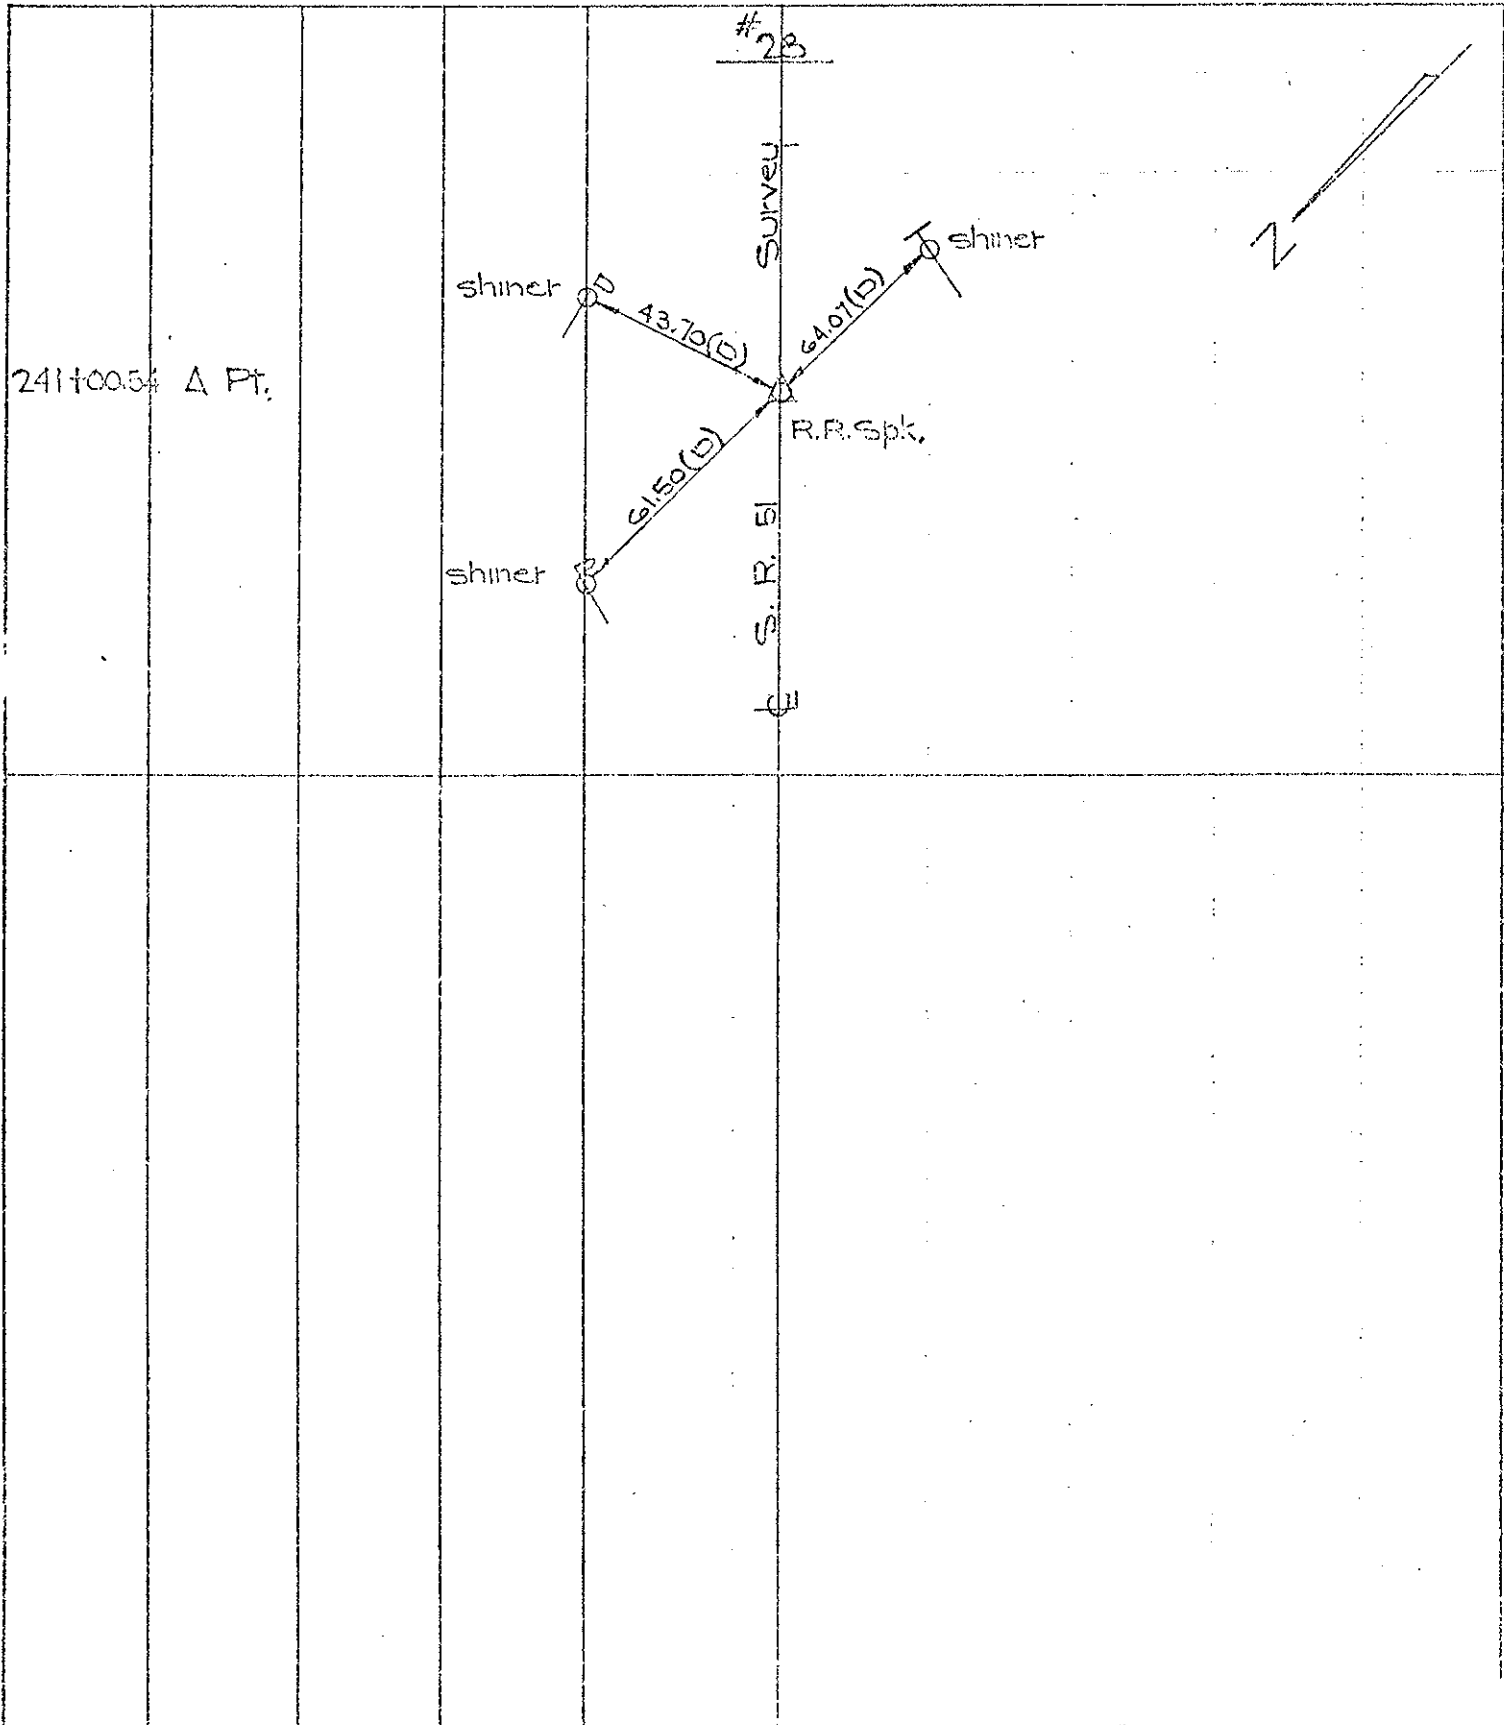 #28
Survey
shiner
shiner
43.70(D)
64.07(D)
241+00.54 Δ Pt.
R.R.Spk.
61.50(D)
shiner
S. R. 51
℄
N